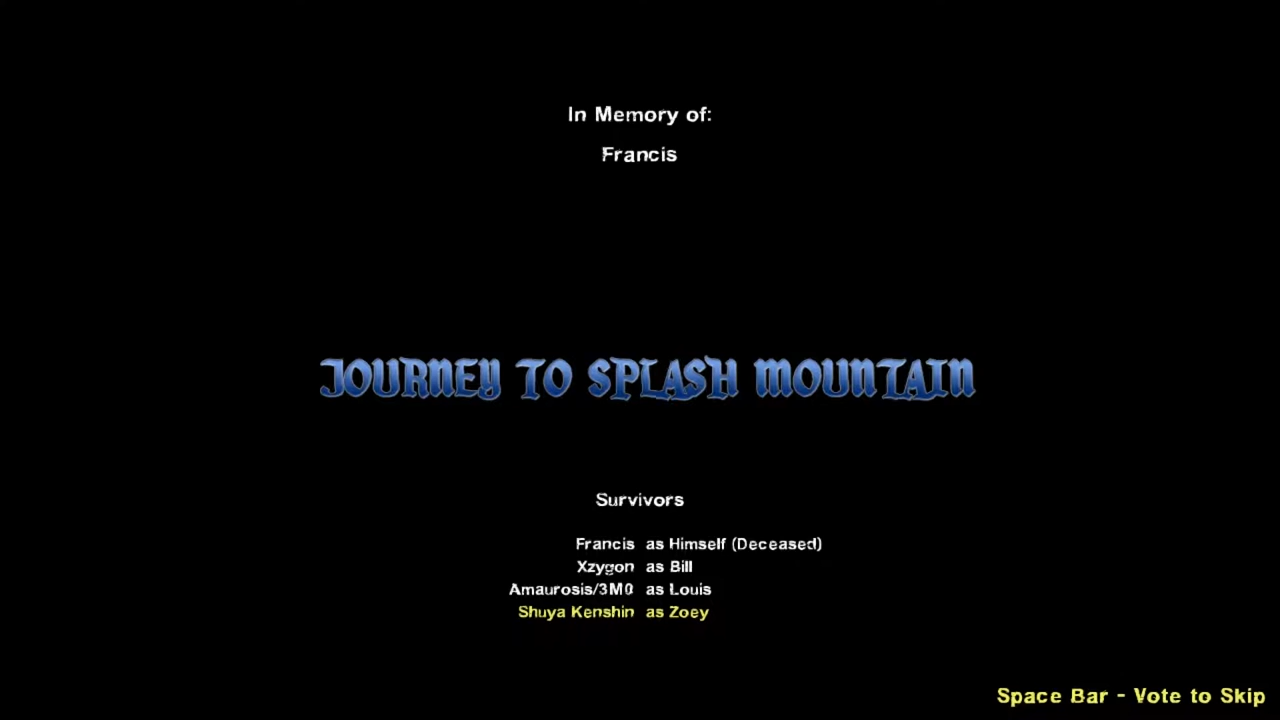 In Memory of:
Francis
JOURNEY TO SPLASH MOUNTAIN
Survivors
Francis as Himself (Deceased)
Xzygon as Bill
Amaurosis/3M0 as Louis
Shuya Kenshin as Zoey
Space Bar - Vote to Skip